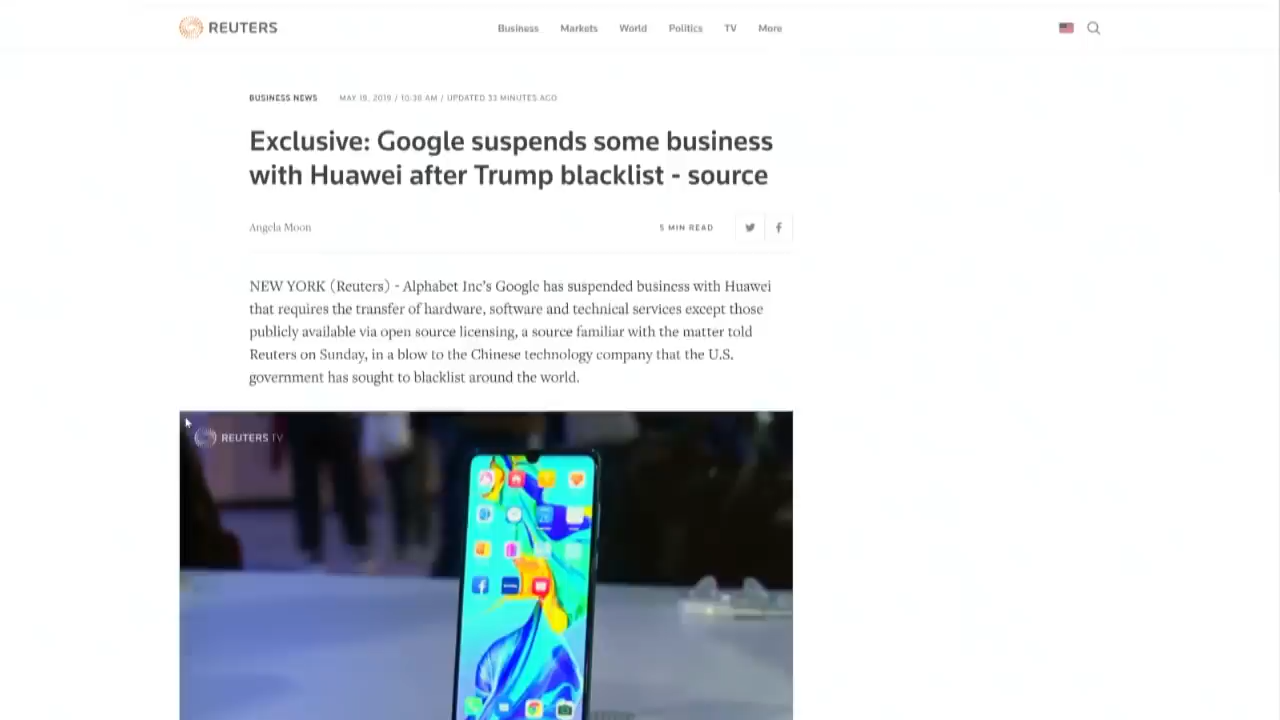 REUTERS
Business Markets World Politics TV More
BUSINESS NEWS MAY 19, 2019 / 10:38 AM / UPDATED 33 MINUTES AGO
Exclusive: Google suspends some business
with Huawei after Trump blacklist - source
Angela Moon
5 MIN READ
NEW YORK (Reuters) - Alphabet Inc's Google has suspended business with Huawei
that requires the transfer of hardware, software and technical services except those
publicly available via open source licensing, a source familiar with the matter told
Reuters on Sunday, in a blow to the Chinese technology company that the U.S.
government has sought to blacklist around the world.
REUTERS TV